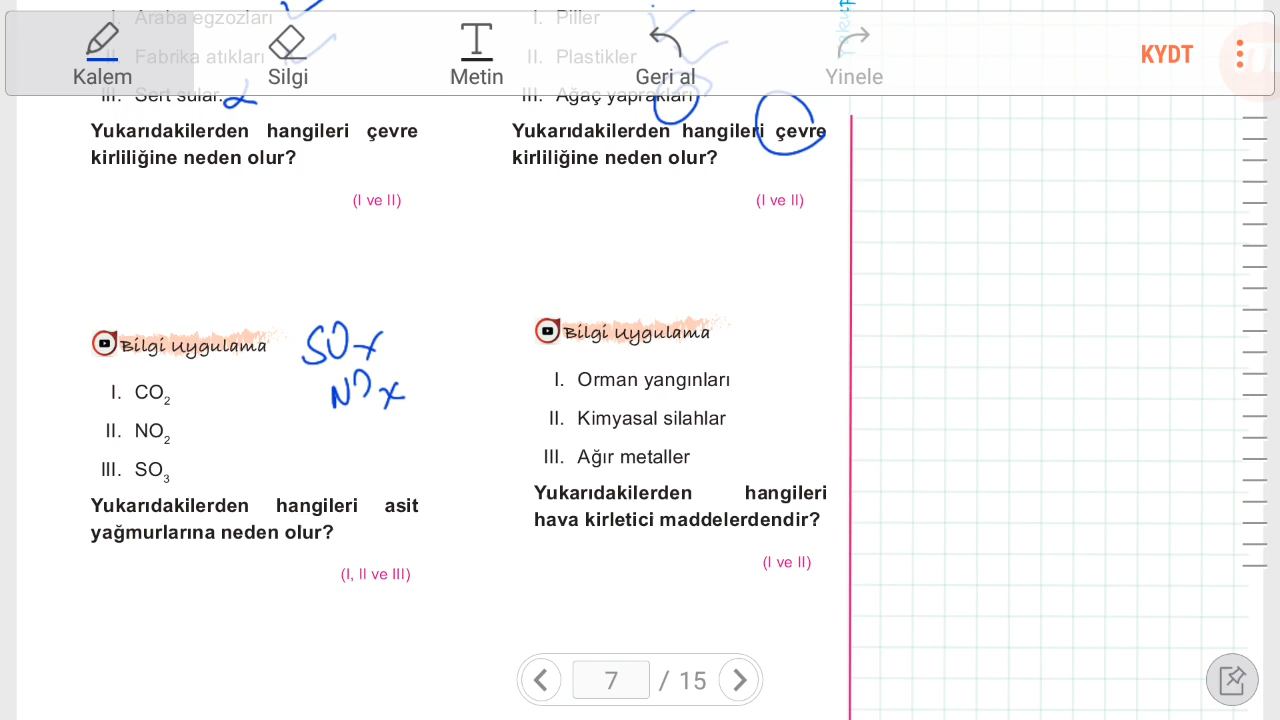 I. Araba egzozları
II. Fabrika atıkları
III. Sert sular.
Yukarıdakilerden hangileri çevre
kirliliğine neden olur?
(I ve II)
I. Piller
II. Plastikler
III. Ağaç yaprakları
Yukarıdakilerden hangileri çevre
kirliliğine neden olur?
(I ve II)
Kalem
Silgi
Metin
Geri al
Yinele
KYDT
Bilgi Uygulama
SOx
NOx
I. CO2
II. NO2
III. SO3
Yukarıdakilerden hangileri asit
yağmurlarına neden olur?
(I, II ve III)
Bilgi Uygulama
I. Orman yangınları
II. Kimyasal silahlar
III. Ağır metaller
Yukarıdakilerden hangileri
hava kirletici maddelerdendir?
(I ve II)
7 / 15